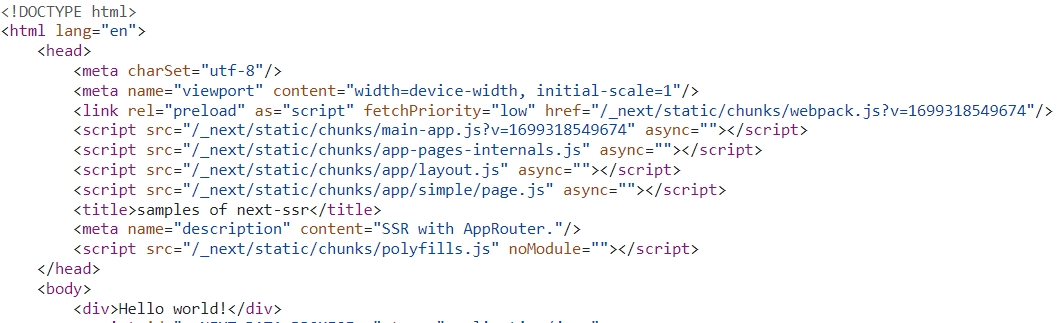 <!DOCTYPE html>
<html lang="en">
<head>
<meta charSet="utf-8"/>
<meta name="viewport" content="width=device-width, initial-scale=1"/>
<link rel="preload" as="script" fetchPriority="low" href="/_next/static/chunks/webpack.js?v=1699318549674"/>
<script src="/_next/static/chunks/main-app.js?v=1699318549674" async=""></script>
<script src="/_next/static/chunks/app-pages-internals.js" async=""></script>
<script src="/_next/static/chunks/app/layout.js" async=""></script>
<script src="/_next/static/chunks/app/simple/page.js" async=""></script>
<title>samples of next-ssr</title>
<meta name="description" content="SSR with AppRouter."/>
<script src="/_next/static/chunks/polyfills.js" noModule=""></script>
</head>
<body>
<div>Hello world!</div>